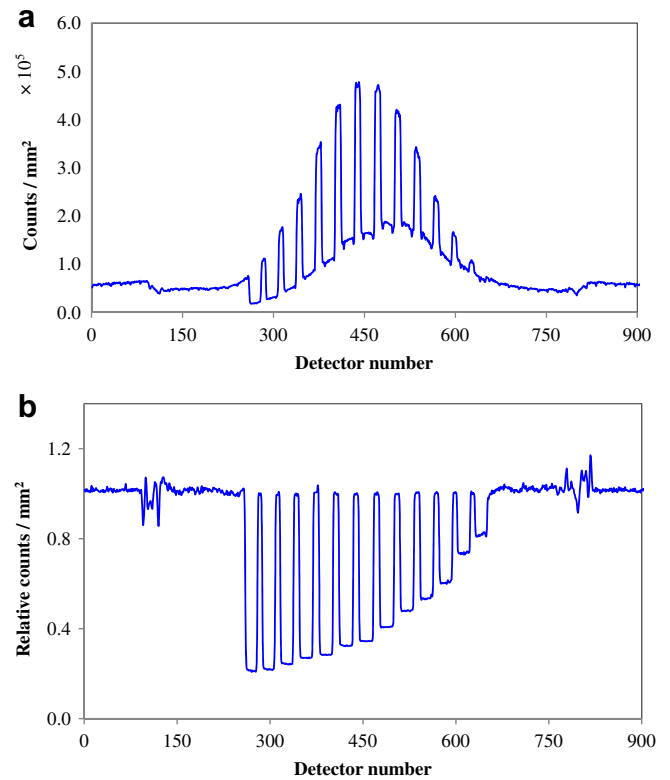 a
6.0
5.0
4.0
3.0
2.0
1.0
0.0
× 10⁵
Counts / mm²
0 150 300 450 600 750 900
Detector number
b
1.2
0.8
0.4
0.0
Relative counts / mm²
0 150 300 450 600 750 900
Detector number